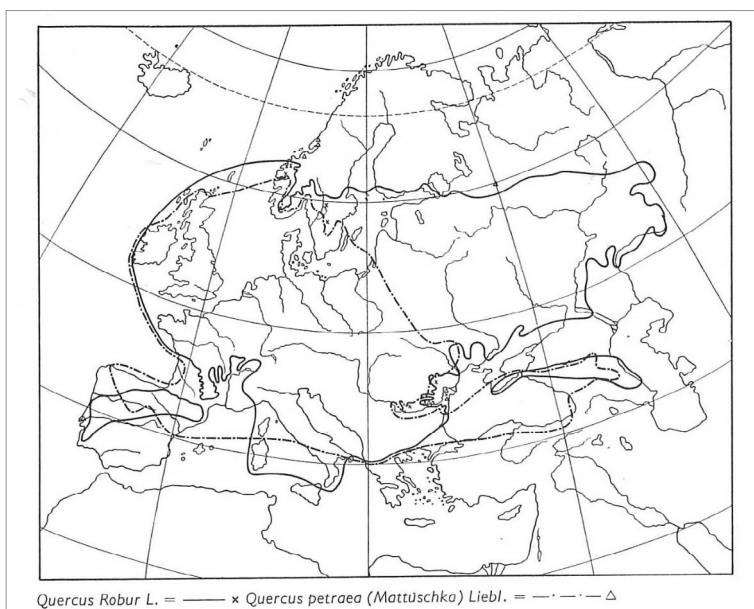 Quercus Robur L. = ——— × Quercus petraea (Mattüschka) Liebl. = —·—·— △